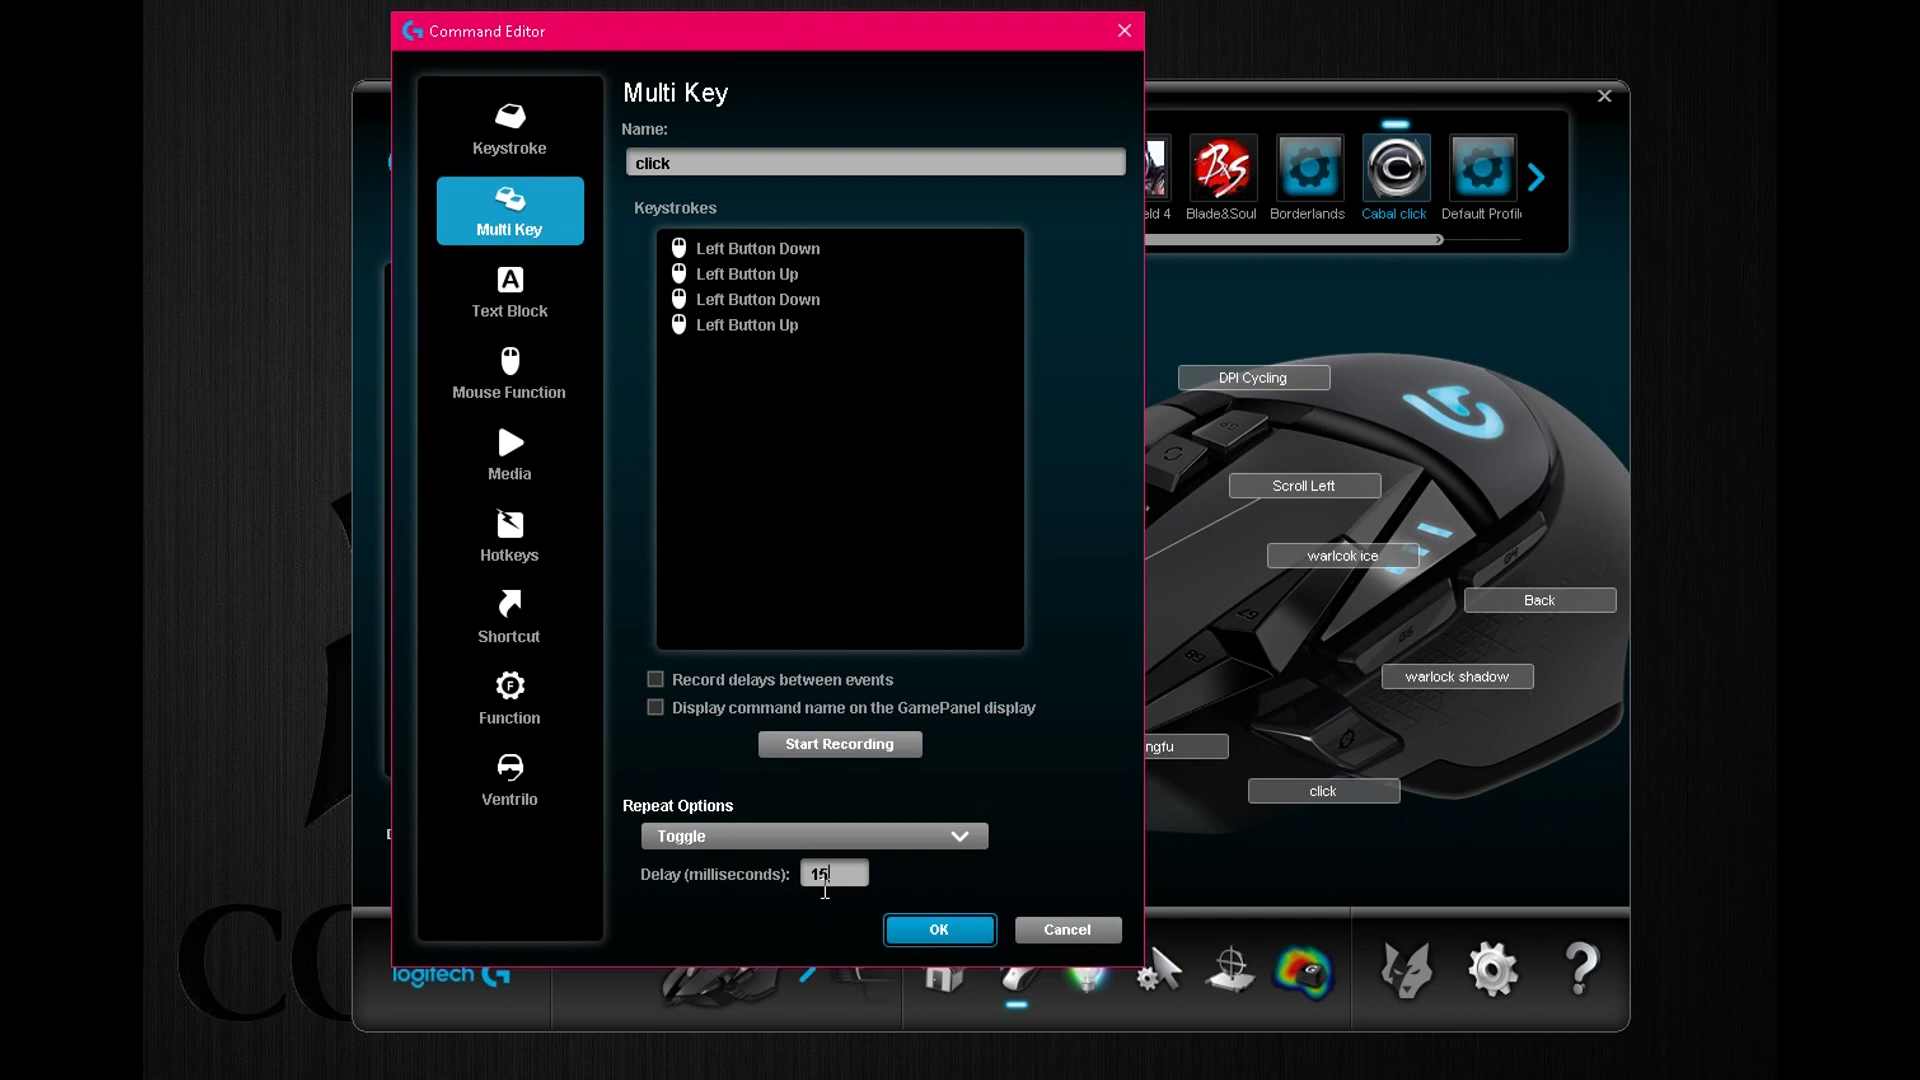 Command Editor
Keystroke
Multi Key
Text Block
Mouse Function
Media
Hotkeys
Shortcut
Function
Ventrilo
Multi Key
Name:
click
Keystrokes
Left Button Down
Left Button Up
Left Button Down
Left Button Up
Record delays between events
Display command name on the GamePanel display
Start Recording
Repeat Options
Toggle
Delay (milliseconds): 15
OK
Cancel
eld 4
Blade&Soul
Borderlands
Cabal click
Default Profil
DPI Cycling
Scroll Left
warlcok ice
Back
warlock shadow
ngfu
click
logitech